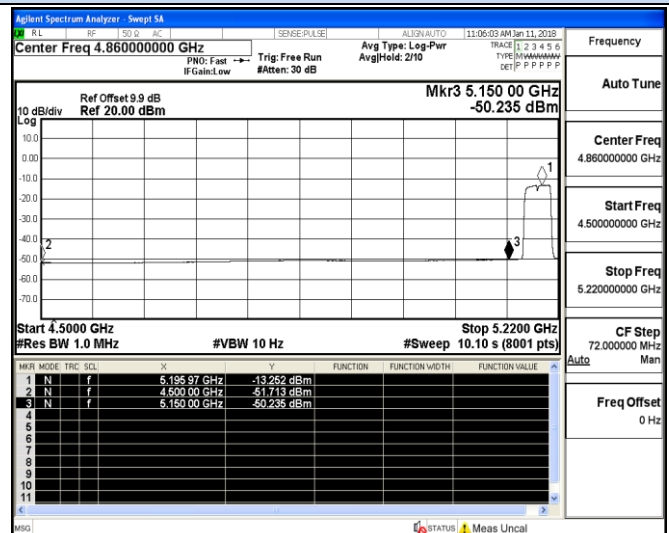 Agilent Spectrum Analyzer - Swept SA
RL RF 50 Ω AC SENSE:PULSE ALIGN AUTO 11:06:03 AM Jan 11, 2018
Center Freq 4.860000000 GHz Avg Type: Log-Pwr TRACE 1 2 3 4 5 6
PNO: Fast Trig: Free Run Avg|Hold: 2/10 TYPE M
IFGain:Low #Atten: 30 dB DET P P P P P P
Mkr3 5.150 00 GHz
Ref Offset 9.9 dB
10 dB/div Ref 20.00 dBm -50.235 dBm
Log
10.0
0.00
-10.0
-20.0
-30.0
-40.0
-50.0
-60.0
-70.0
1
2
3
Start 4.5000 GHz Stop 5.2200 GHz
#Res BW 1.0 MHz #VBW 10 Hz #Sweep 10.10 s (8001 pts)
MKR MODE TRC SCL X Y FUNCTION FUNCTION WIDTH FUNCTION VALUE
1 N f 5.195 97 GHz -13.252 dBm
2 N f 4.500 00 GHz -51.713 dBm
3 N f 5.150 00 GHz -50.235 dBm
4
5
6
7
8
9
10
11
MSG STATUS Meas Uncal
Frequency
Auto Tune
Center Freq
4.860000000 GHz
Start Freq
4.500000000 GHz
Stop Freq
5.220000000 GHz
CF Step
72.000000 MHz
Auto Man
Freq Offset
0 Hz